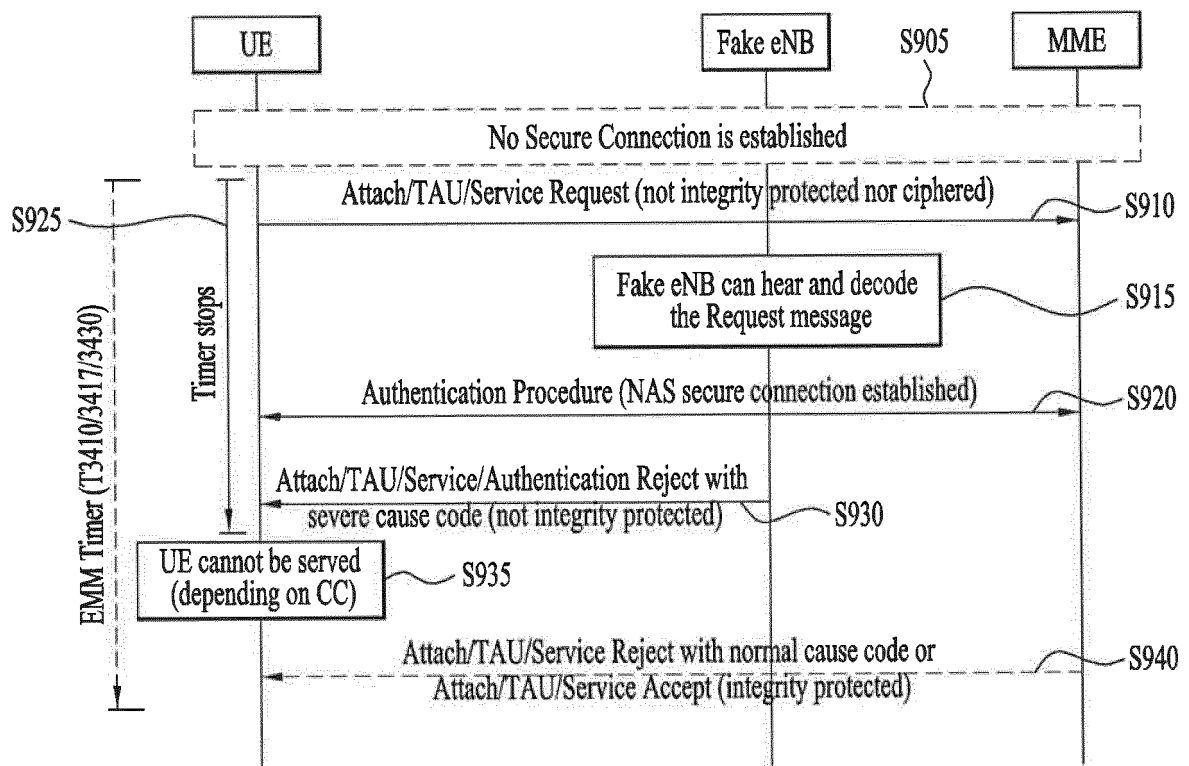 UE
Fake eNB
S905
MME
No Secure Connection is established
Attach/TAU/Service Request (not integrity protected nor ciphered)
S925
S910
Fake eNB can hear and decode
the Request message
S915
Timer stops
EMM Timer (T3410/3417/3430)
Authentication Procedure (NAS secure connection established)
S920
Attach/TAU/Service/Authentication Reject with
severe cause code (not integrity protected)
S930
UE cannot be served
(depending on CC)
S935
Attach/TAU/Service Reject with normal cause code or
Attach/TAU/Service Accept (integrity protected)
S940